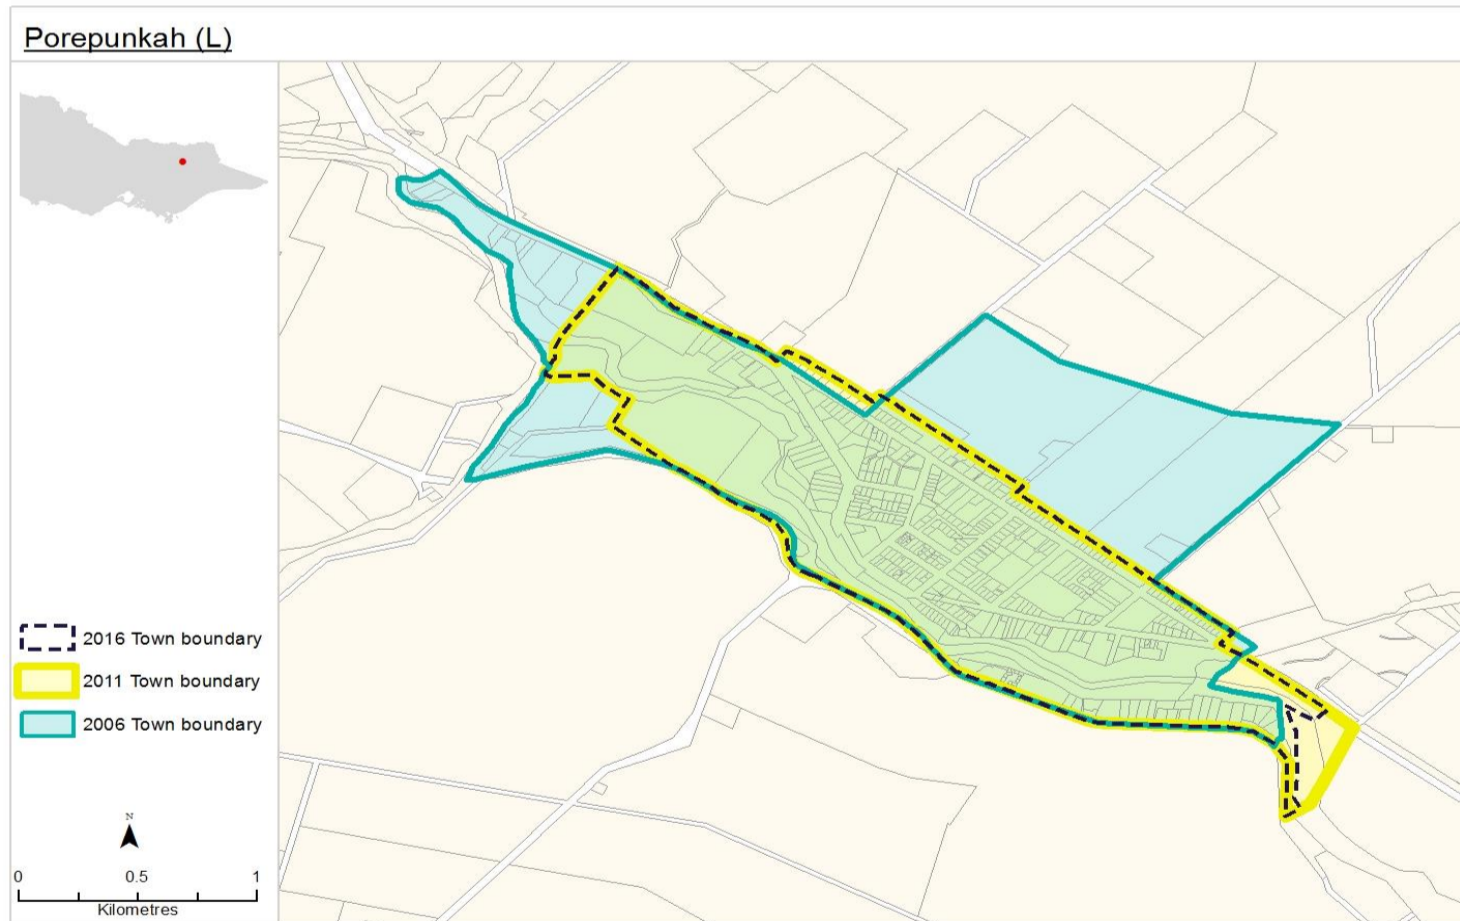 Porepunkah (L)
2016 Town boundary
2011 Town boundary
2006 Town boundary
N
0 0.5 1
Kilometres